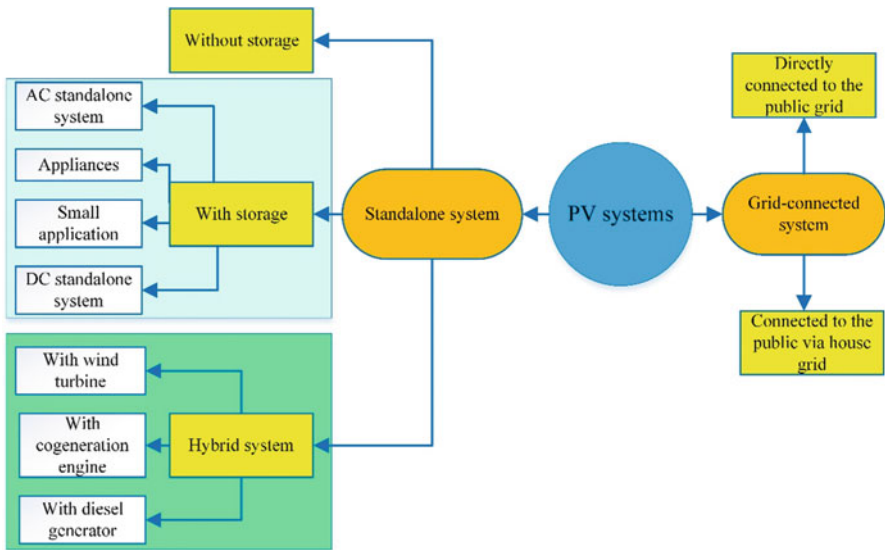 Without storage
AC standalone
system
Appliances
Small
application
DC standalone
system
With storage
With wind
turbine
With
cogeneration
engine
With diesel
generator
Hybrid system
Standalone system
PV systems
Grid-connected
system
Directly
connected to the
public grid
Connected to the
public via house
grid